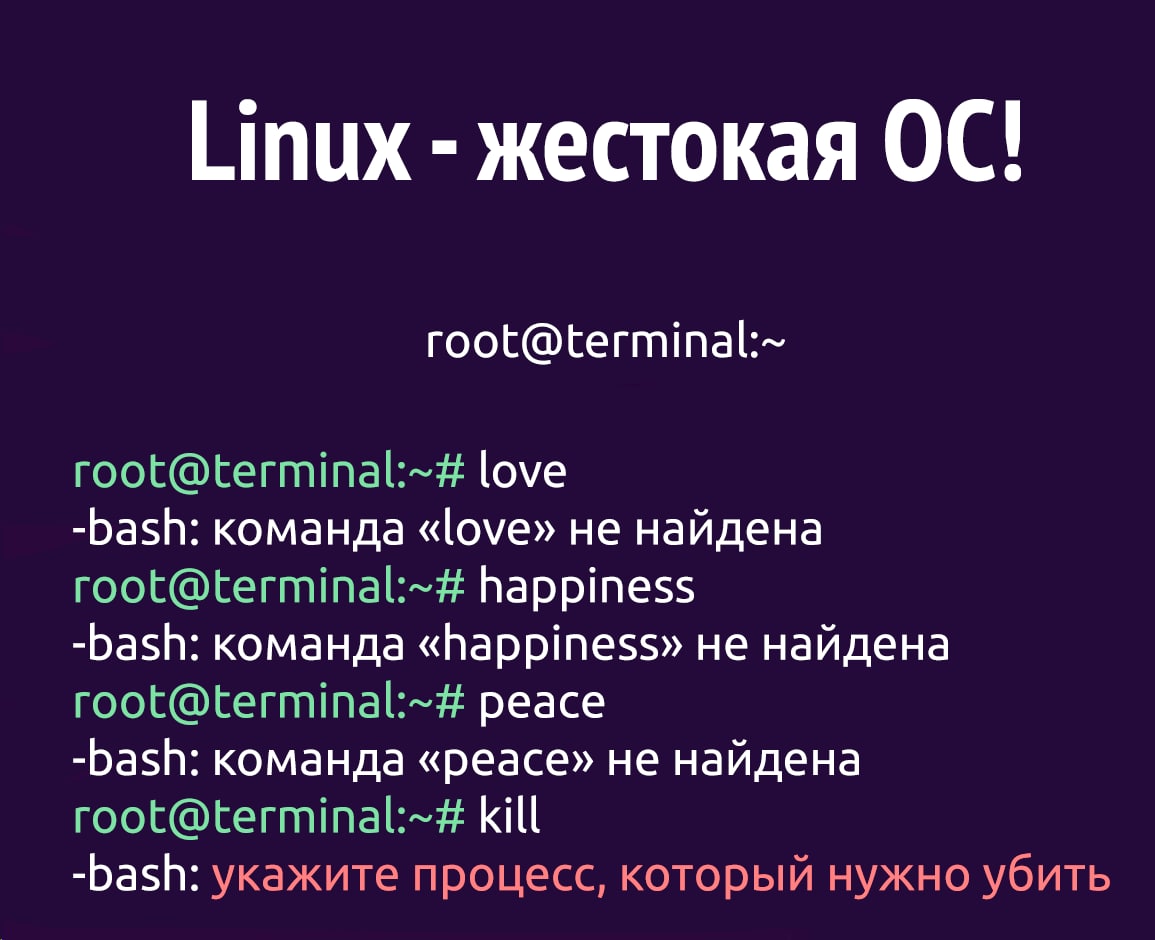 Linux - жестокая ОС!
root@terminal:~
root@terminal:~# love
-bash: команда «love» не найдена
root@terminal:~# happiness
-bash: команда «happiness» не найдена
root@terminal:~# peace
-bash: команда «peace» не найдена
root@terminal:~# kill
-bash: укажите процесс, который нужно убить